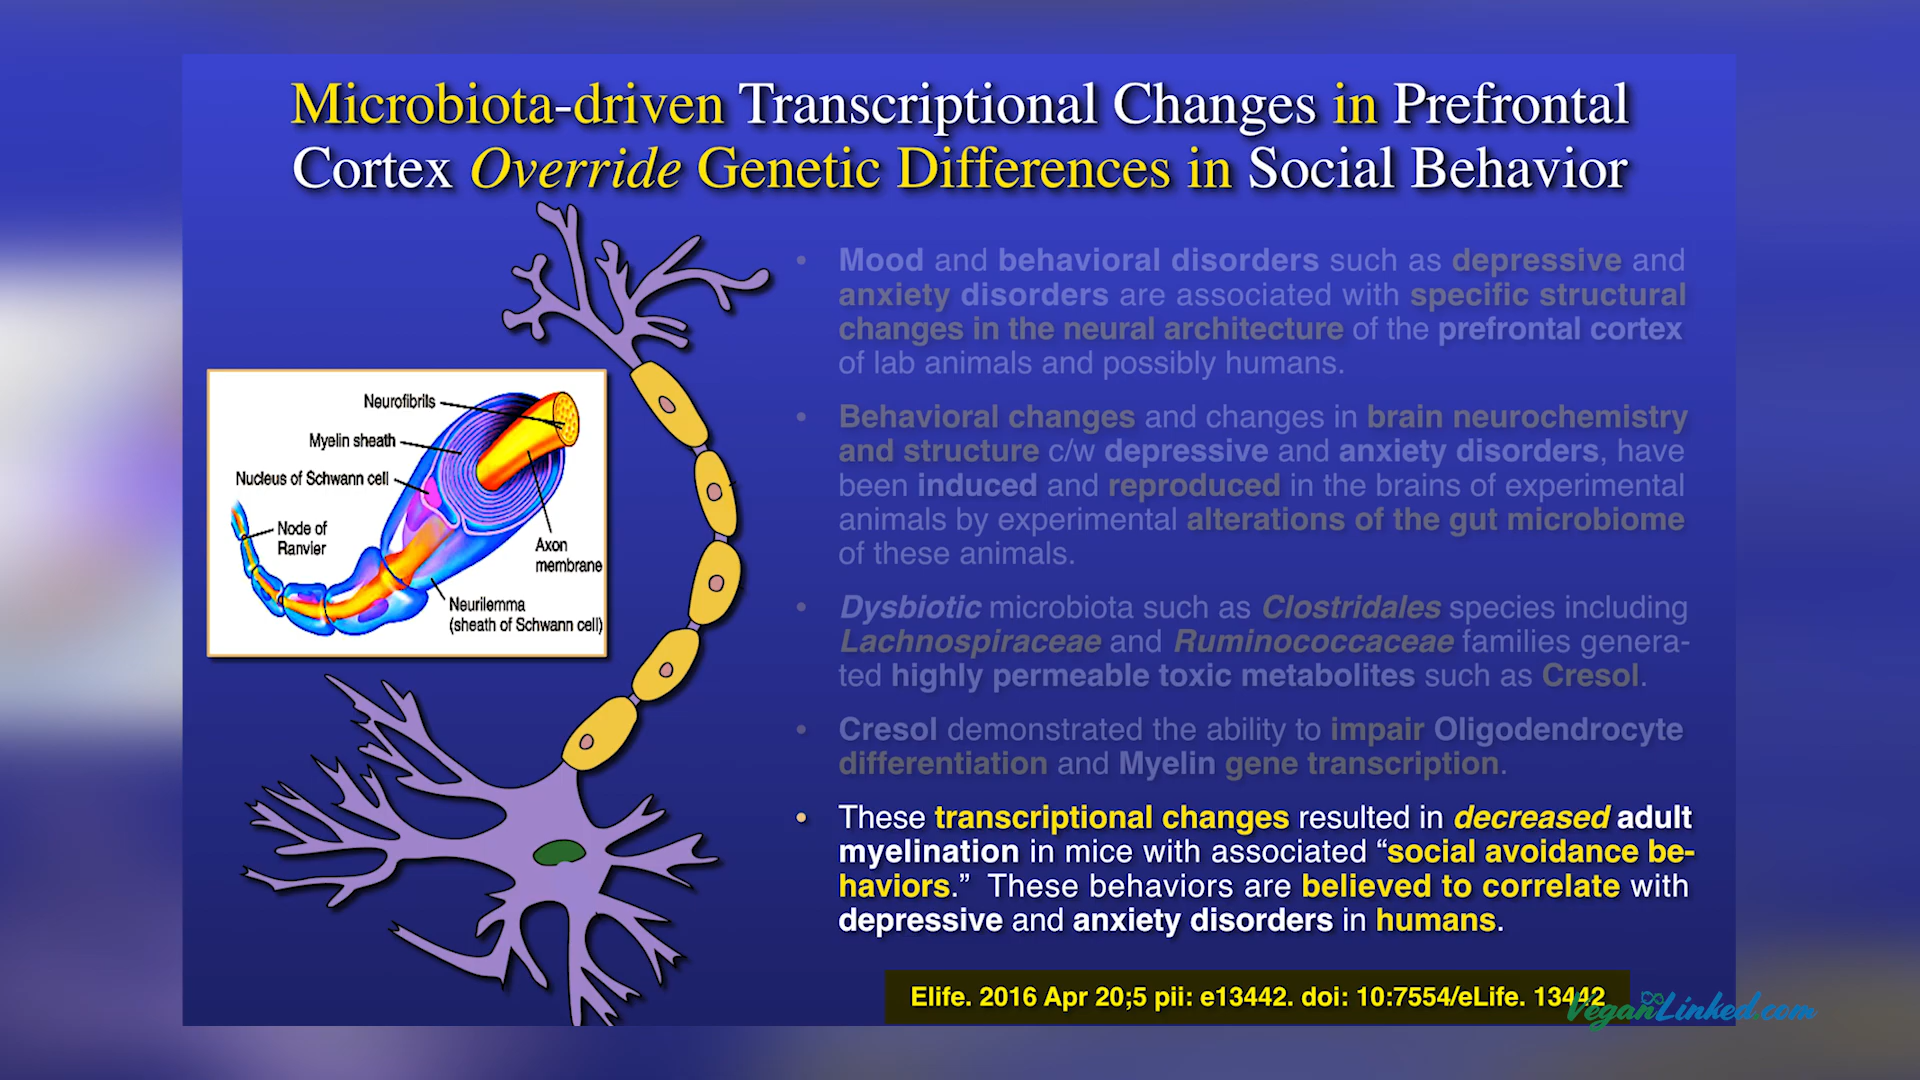 Microbiota-driven Transcriptional Changes in Prefrontal
Cortex Override Genetic Differences in Social Behavior
Neurofibrils
Myelin sheath
Nucleus of Schwann cell
Node of
Ranvier
Axon
membrane
Neurilemma
(sheath of Schwann cell)
• Mood and behavioral disorders such as depressive and
anxiety disorders are associated with specific structural
changes in the neural architecture of the prefrontal cortex
of lab animals and possibly humans.
• Behavioral changes and changes in brain neurochemistry
and structure c/w depressive and anxiety disorders, have
been induced and reproduced in the brains of experimental
animals by experimental alterations of the gut microbiome
of these animals.
• Dysbiotic microbiota such as Clostridales species including
Lachnospiraceae and Ruminococcaceae families genera-
ted highly permeable toxic metabolites such as Cresol.
• Cresol demonstrated the ability to impair Oligodendrocyte
differentiation and Myelin gene transcription.
• These transcriptional changes resulted in decreased adult
myelination in mice with associated “social avoidance be-
haviors.” These behaviors are believed to correlate with
depressive and anxiety disorders in humans.
Elife. 2016 Apr 20;5 pii: e13442. doi: 10:7554/eLife. 13442
VeganLinked.com